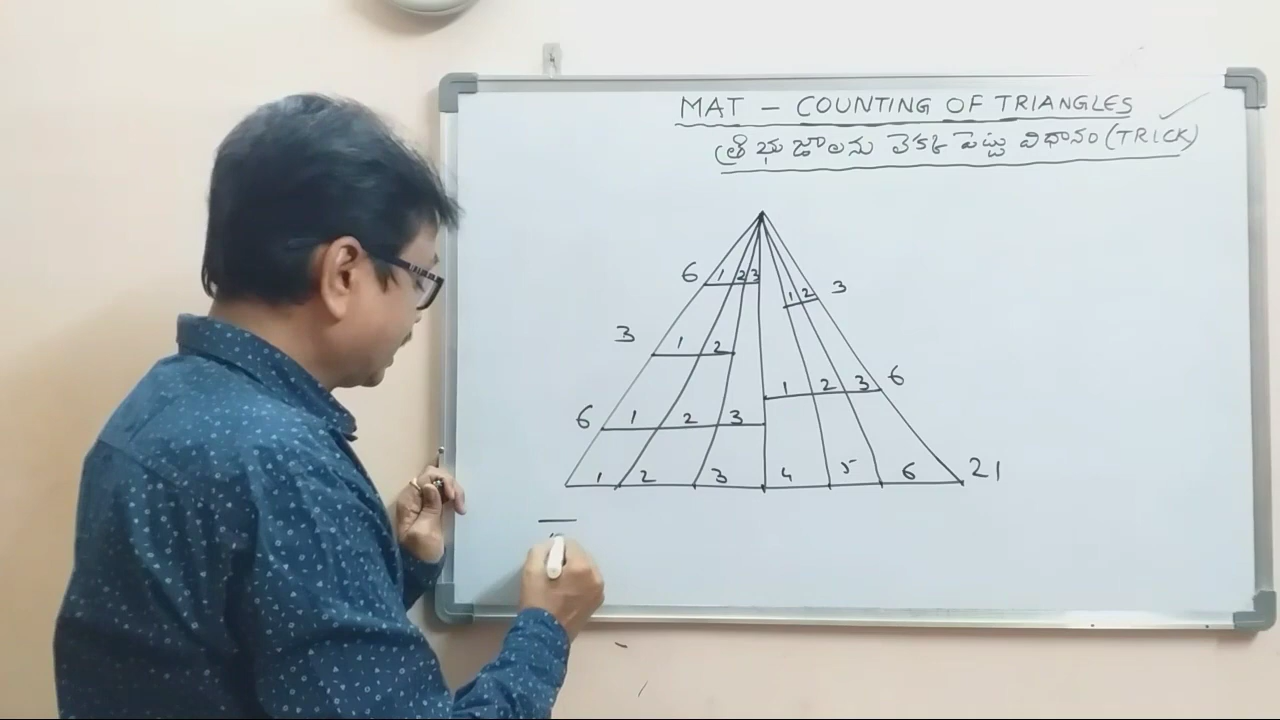 MAT - COUNTING OF TRIANGLES
త్రిభుజాలను లెక్క పెట్టు విధానం (TRICK)
6 1 2 3
1 2 3
3 1 2
1 2 3 6
6 1 2 3
1 2 3 4 5 6 21